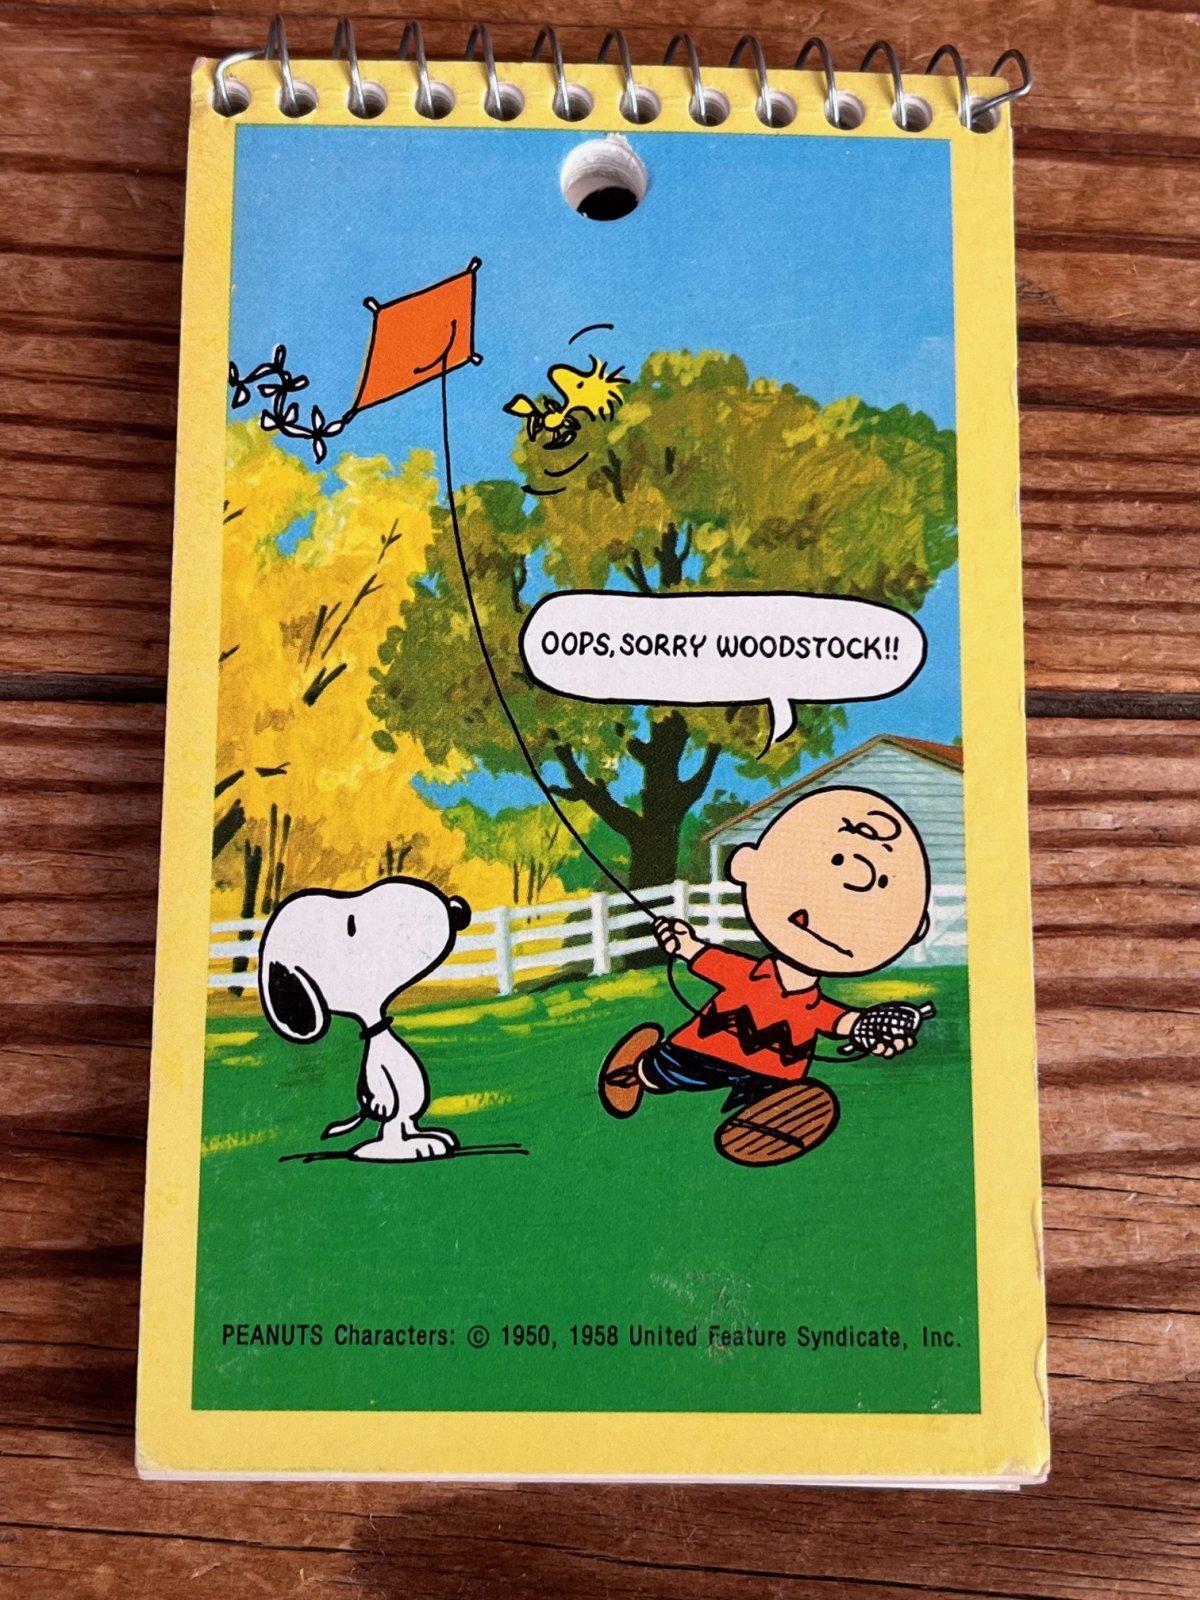 OOPS, SORRY WOODSTOCK!!
PEANUTS Characters: © 1950, 1958 United Feature Syndicate, Inc.